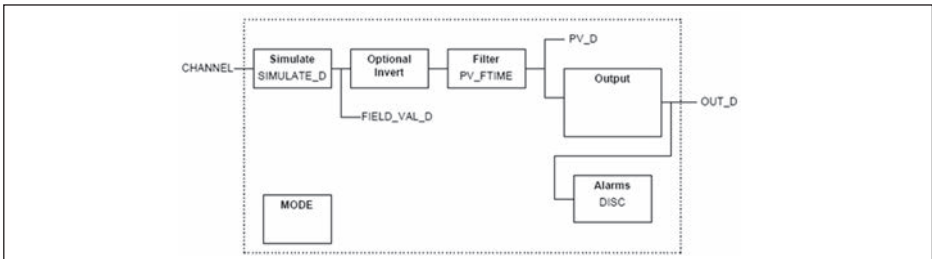 CHANNEL
Simulate
SIMULATE_D
Optional
Invert
Filter
PV_FTIME
PV_D
Output
OUT_D
FIELD_VAL_D
Alarms
DISC
MODE